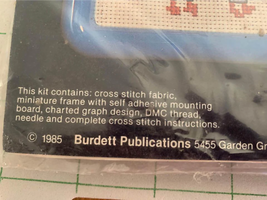 This kit contains: cross stitch fabric,
miniature frame with self adhesive mounting
board, charted graph design, DMC thread,
needle and complete cross stitch instructions.
© 1985 Burdett Publications 5455 Garden Gr